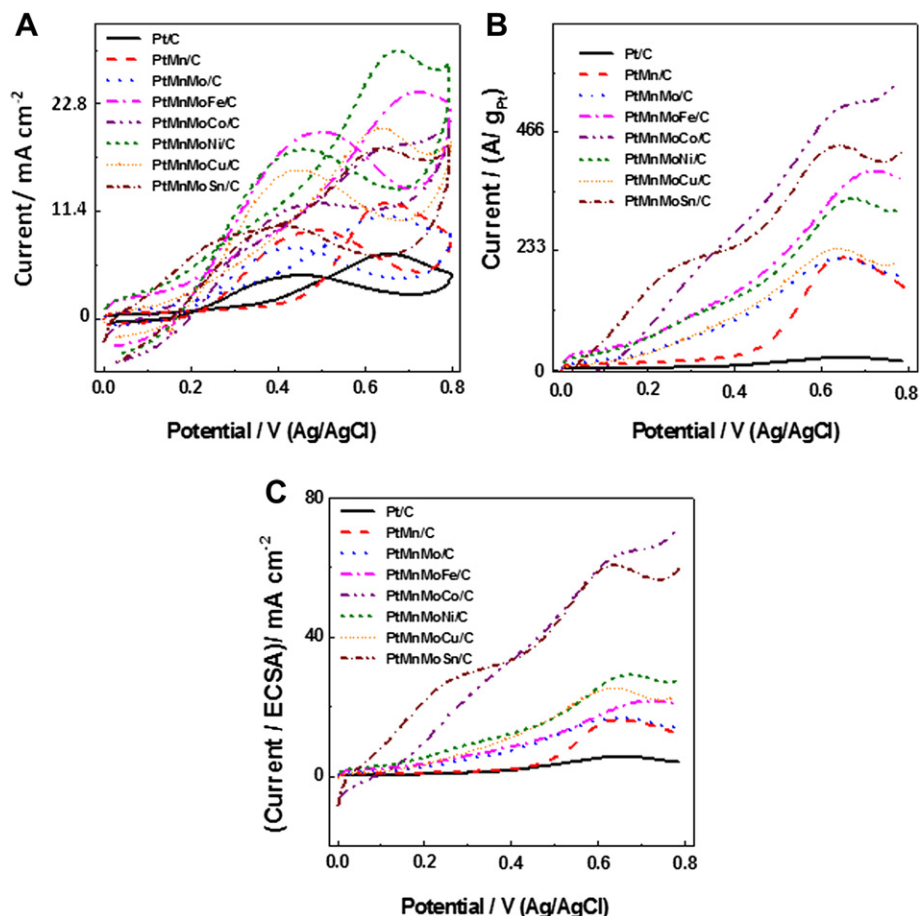 A
Pt/C
PtMn/C
PtMnMo/C
PtMnMoFe/C
PtMnMoCo/C
PtMnMoNi/C
PtMnMoCu/C
PtMnMoSn/C
22.8
11.4
0
Current/ mA cm-2
0.0 0.2 0.4 0.6 0.8
Potential / V (Ag/AgCl)
B
Pt/C
PtMn/C
PtMnMo/C
PtMnMoFe/C
PtMnMoCo/C
PtMnMoNi/C
PtMnMoCu/C
PtMnMoSn/C
466
233
0
Current / (A/ gPt)
0.0 0.2 0.4 0.6 0.8
Potential / V (Ag/AgCl)
C
Pt/C
PtMn/C
PtMnMo/C
PtMnMoFe/C
PtMnMoCo/C
PtMnMoNi/C
PtMnMoCu/C
PtMnMoSn/C
80
40
0
(Current / ECSA)/ mA cm-2
0.0 0.2 0.4 0.6 0.8
Potential / V (Ag/AgCl)